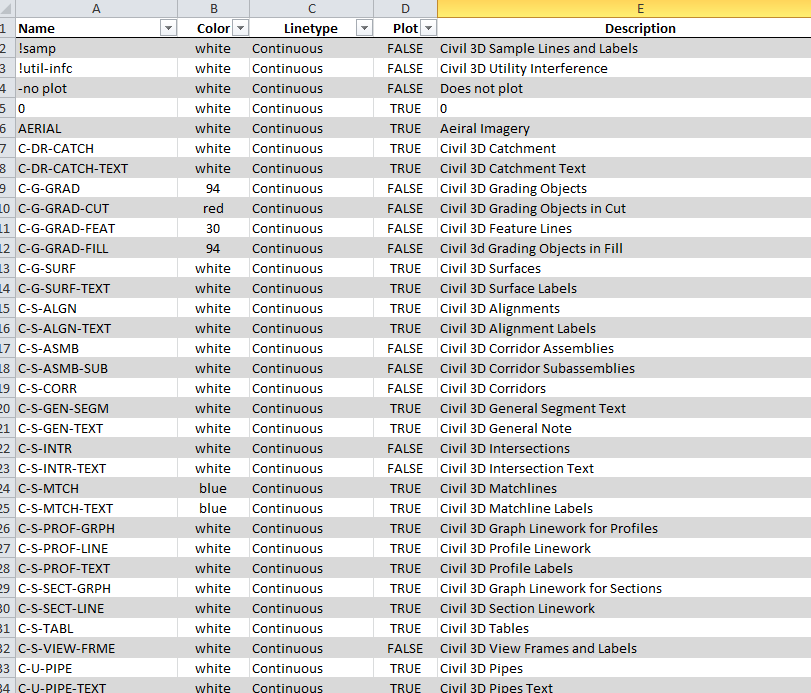 A B C D E
1 Name Color Linetype Plot Description
2 !samp white Continuous FALSE Civil 3D Sample Lines and Labels
3 !util-infc white Continuous FALSE Civil 3D Utility Interference
4 -no plot white Continuous FALSE Does not plot
5 0 white Continuous TRUE 0
6 AERIAL white Continuous TRUE Aeiral Imagery
7 C-DR-CATCH white Continuous TRUE Civil 3D Catchment
8 C-DR-CATCH-TEXT white Continuous TRUE Civil 3D Catchment Text
9 C-G-GRAD 94 Continuous FALSE Civil 3D Grading Objects
10 C-G-GRAD-CUT red Continuous FALSE Civil 3D Grading Objects in Cut
11 C-G-GRAD-FEAT 30 Continuous FALSE Civil 3D Feature Lines
12 C-G-GRAD-FILL 94 Continuous FALSE Civil 3d Grading Objects in Fill
13 C-G-SURF white Continuous TRUE Civil 3D Surfaces
14 C-G-SURF-TEXT white Continuous TRUE Civil 3D Surface Labels
15 C-S-ALGN white Continuous TRUE Civil 3D Alignments
16 C-S-ALGN-TEXT white Continuous TRUE Civil 3D Alignment Labels
17 C-S-ASMB white Continuous FALSE Civil 3D Corridor Assemblies
18 C-S-ASMB-SUB white Continuous FALSE Civil 3D Corridor Subassemblies
19 C-S-CORR white Continuous FALSE Civil 3D Corridors
20 C-S-GEN-SEGM white Continuous TRUE Civil 3D General Segment Text
21 C-S-GEN-TEXT white Continuous TRUE Civil 3D General Note
22 C-S-INTR white Continuous FALSE Civil 3D Intersections
23 C-S-INTR-TEXT white Continuous FALSE Civil 3D Intersection Text
24 C-S-MTCH blue Continuous TRUE Civil 3D Matchlines
25 C-S-MTCH-TEXT blue Continuous TRUE Civil 3D Matchline Labels
26 C-S-PROF-GRPH white Continuous TRUE Civil 3D Graph Linework for Profiles
27 C-S-PROF-LINE white Continuous TRUE Civil 3D Profile Linework
28 C-S-PROF-TEXT white Continuous TRUE Civil 3D Profile Labels
29 C-S-SECT-GRPH white Continuous TRUE Civil 3D Graph Linework for Sections
30 C-S-SECT-LINE white Continuous TRUE Civil 3D Section Linework
31 C-S-TABL white Continuous TRUE Civil 3D Tables
32 C-S-VIEW-FRME white Continuous FALSE Civil 3D View Frames and Labels
33 C-U-PIPE white Continuous TRUE Civil 3D Pipes
34 C-U-PIPE-TEXT white Continuous TRUE Civil 3D Pipes Text